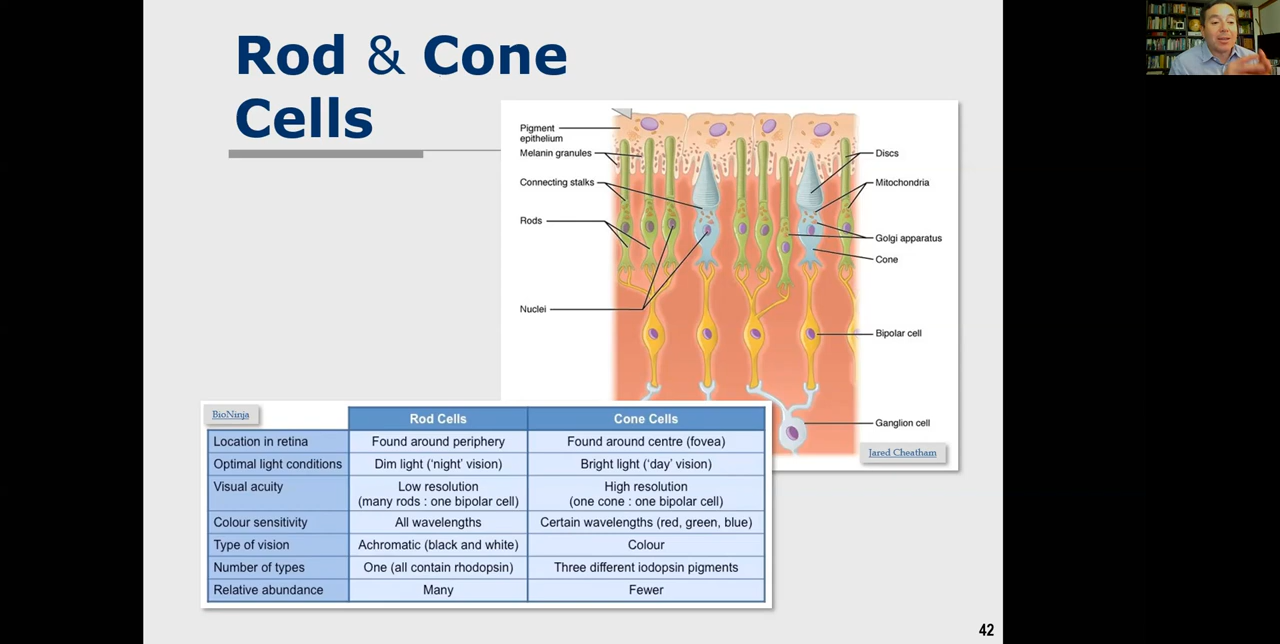 Rod & Cone
Cells
Pigment
epithelium
Melanin granules
Connecting stalks
Rods
Nuclei
Discs
Mitochondria
Golgi apparatus
Cone
Bipolar cell
Ganglion cell
Jared Cheatham
BioNinja
Rod Cells Cone Cells
Location in retina Found around periphery Found around centre (fovea)
Optimal light conditions Dim light (‘night’ vision) Bright light (‘day’ vision)
Visual acuity Low resolution High resolution
(many rods : one bipolar cell) (one cone : one bipolar cell)
Colour sensitivity All wavelengths Certain wavelengths (red, green, blue)
Type of vision Achromatic (black and white) Colour
Number of types One (all contain rhodopsin) Three different iodopsin pigments
Relative abundance Many Fewer
42